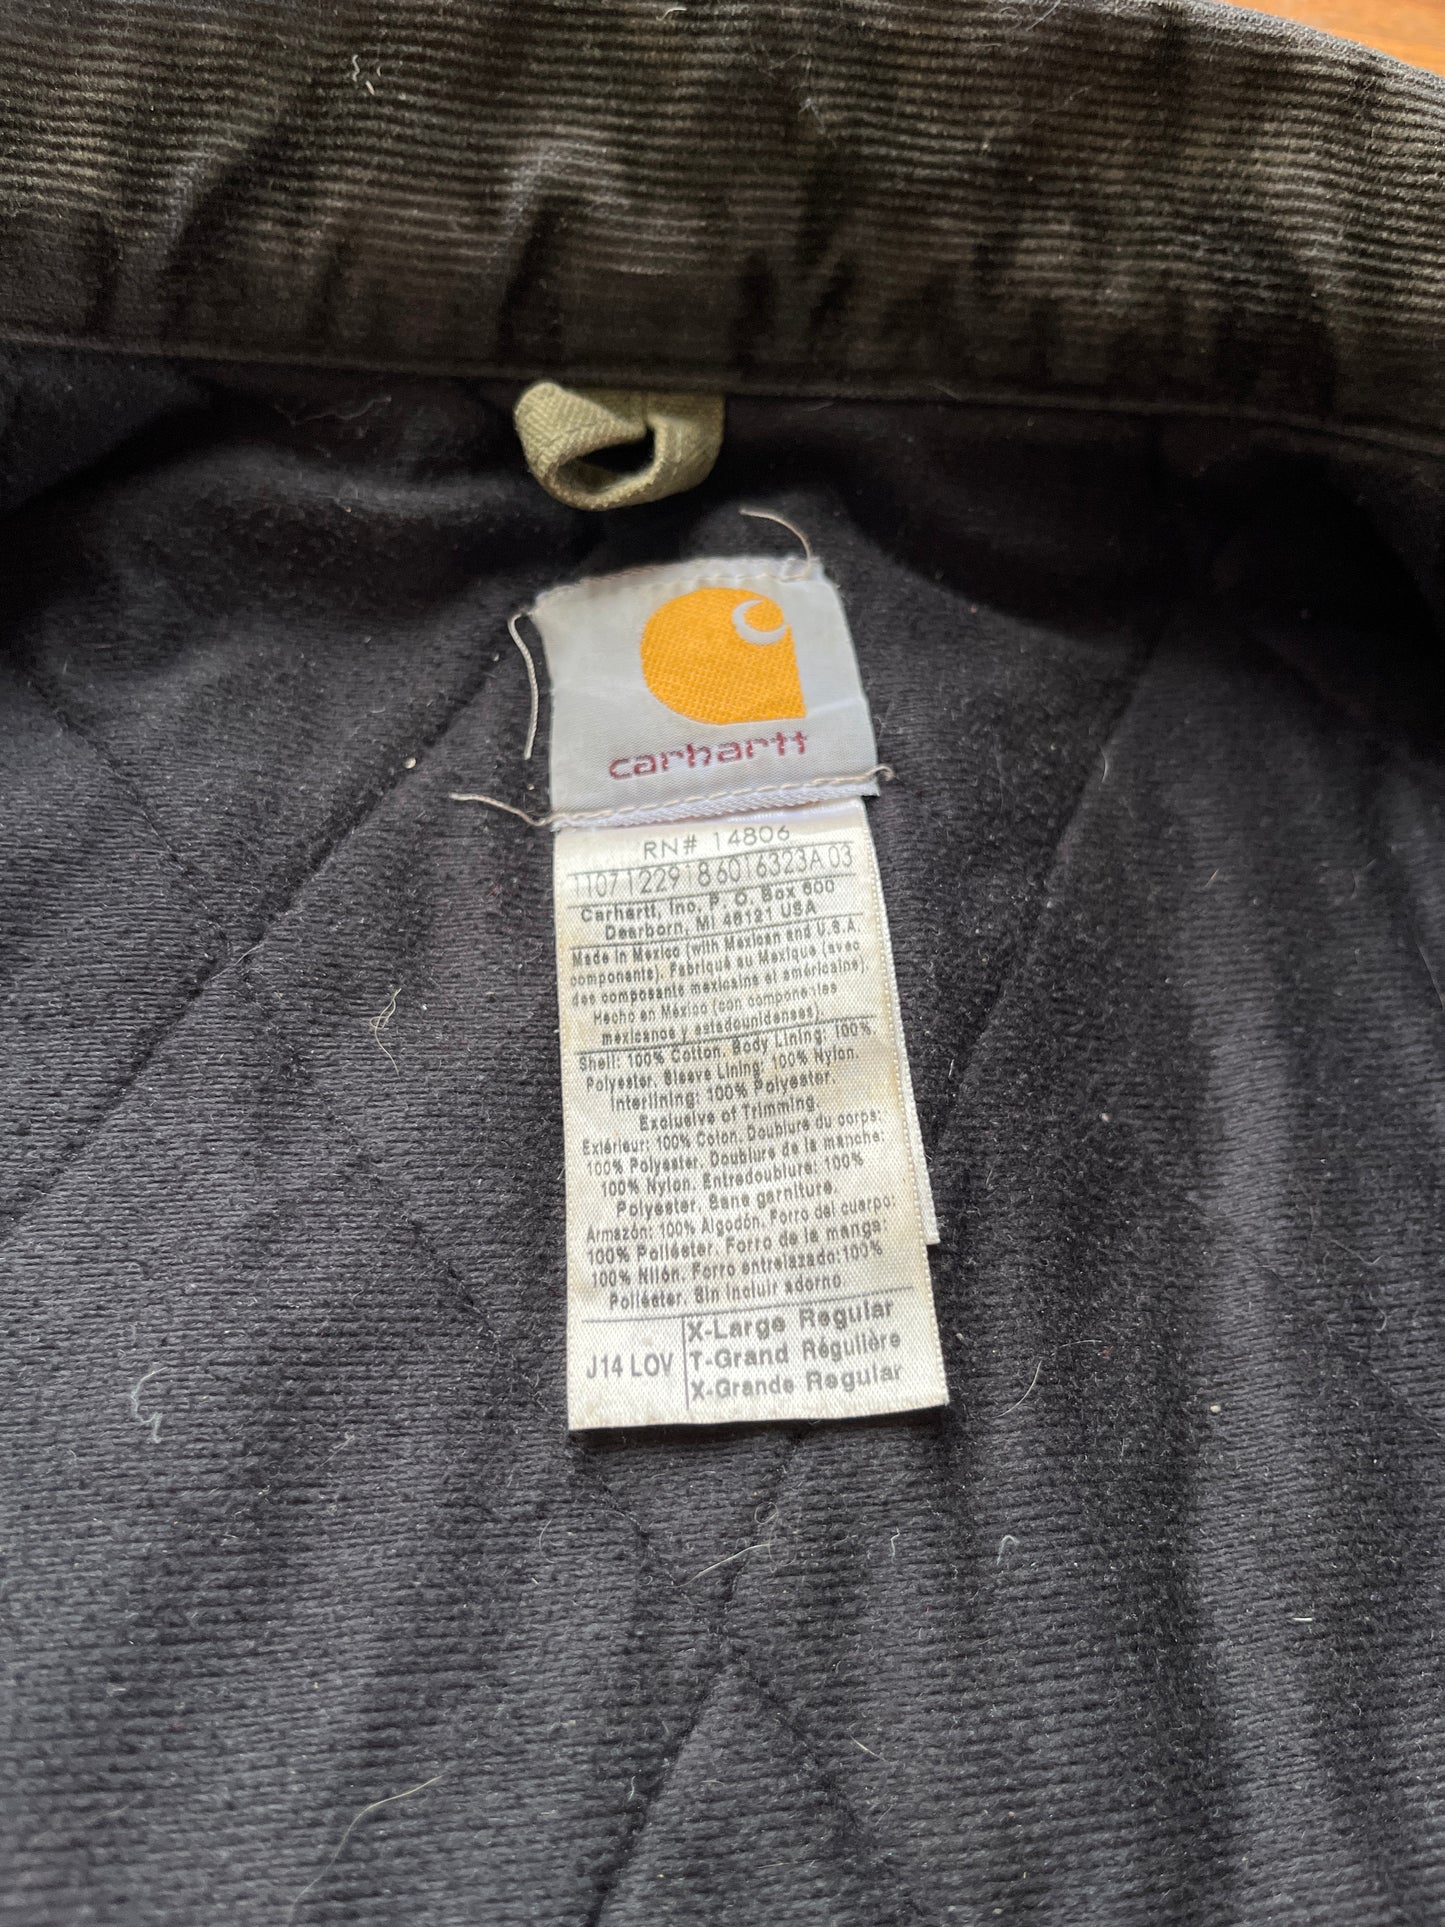 carhartt
RN# 14806
11071229186016323A03
Carhartt, Inc. P. O. Box 600
Dearborn, MI 48121 USA
Made in Mexico (with Mexican and U.S.A.
components). Fabriqué au Mexique (avec
des composants mexicains et américains).
Hecho en México (con componentes
mexicanos y estadounidenses)
Shell: 100% Cotton. Body Lining: 100%
Polyester. Sleeve Lining: 100% Nylon.
Interlining: 100% Polyester.
Exclusive of Trimming.
Extérieur: 100% Coton. Doublure du corps:
100% Polyester. Doublure de la manche:
100% Nylon. Entredoublure: 100%
Polyester. Sans garniture.
Armazón: 100% Algodón. Forro del cuerpo:
100% Poliéster. Forro de la manga:
100% Nilón. Forro entrelazado:100%
Poliéster. Sin incluir adorno
J14 LOV
X-Large Regular
T-Grand Régulière
X-Grande Regular